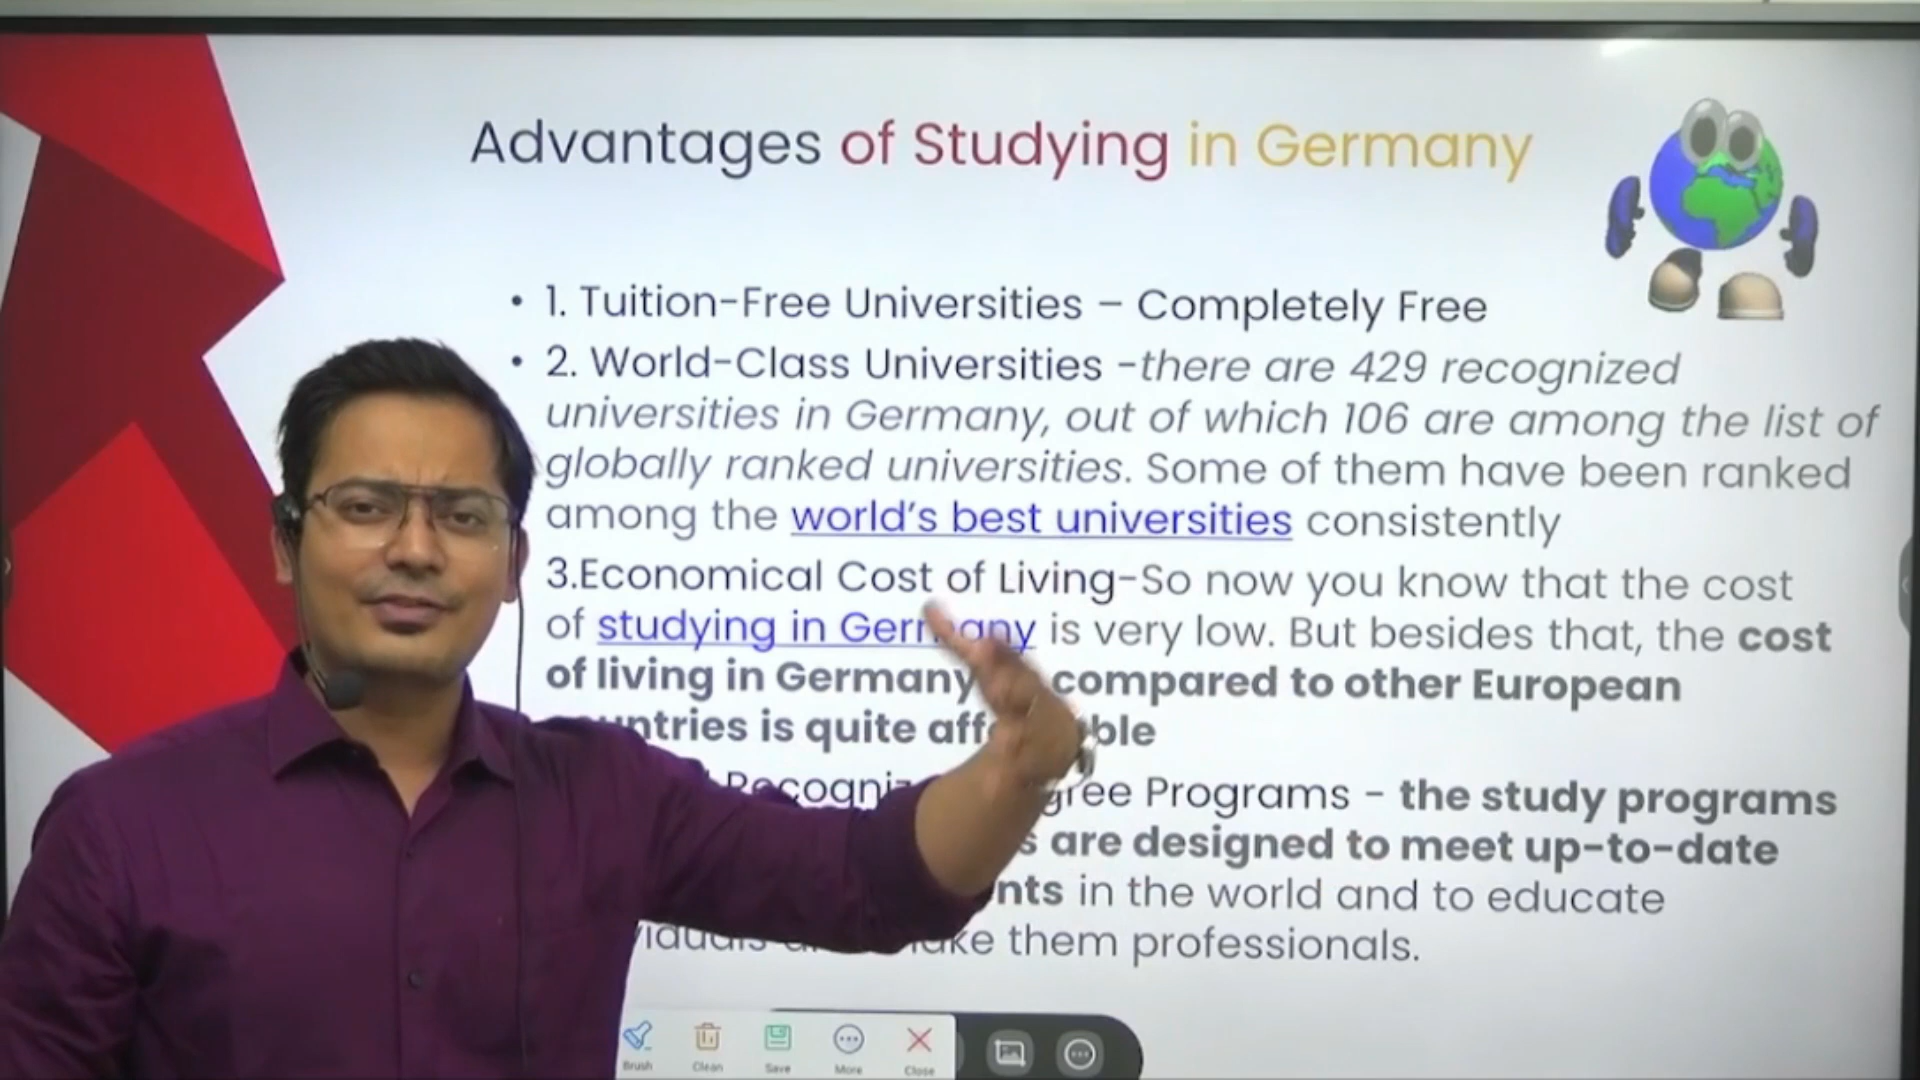 Advantages of Studying in Germany
• 1. Tuition-Free Universities – Completely Free
• 2. World-Class Universities -there are 429 recognized
universities in Germany, out of which 106 are among the list of
globally ranked universities. Some of them have been ranked
among the world's best universities consistently
3.Economical Cost of Living-So now you know that the cost
of studying in Germany is very low. But besides that, the cost
of living in Germany compared to other European
countries is quite affordable
Programs - the study programs
are designed to meet up-to-date
in the world and to educate
them professionals.
Brush Clean Save More Close